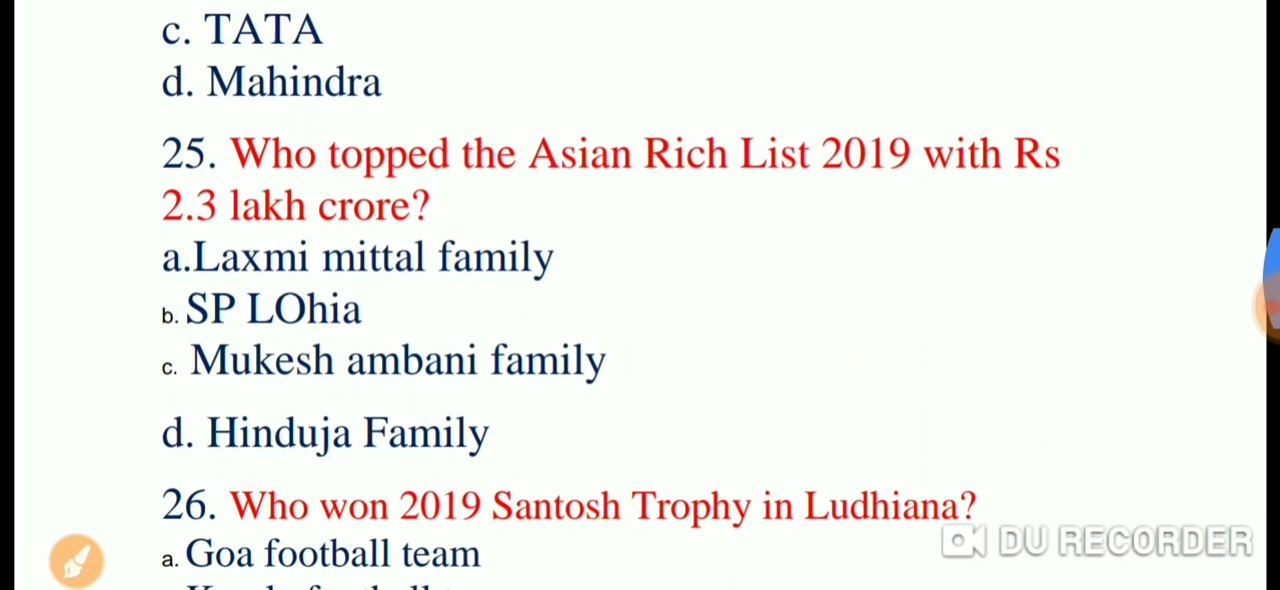 c. TATA
d. Mahindra
25. Who topped the Asian Rich List 2019 with Rs
2.3 lakh crore?
a.Laxmi mittal family
b. SP LOhia
c. Mukesh ambani family
d. Hinduja Family
26. Who won 2019 Santosh Trophy in Ludhiana?
a. Goa football team
DU RECORDER